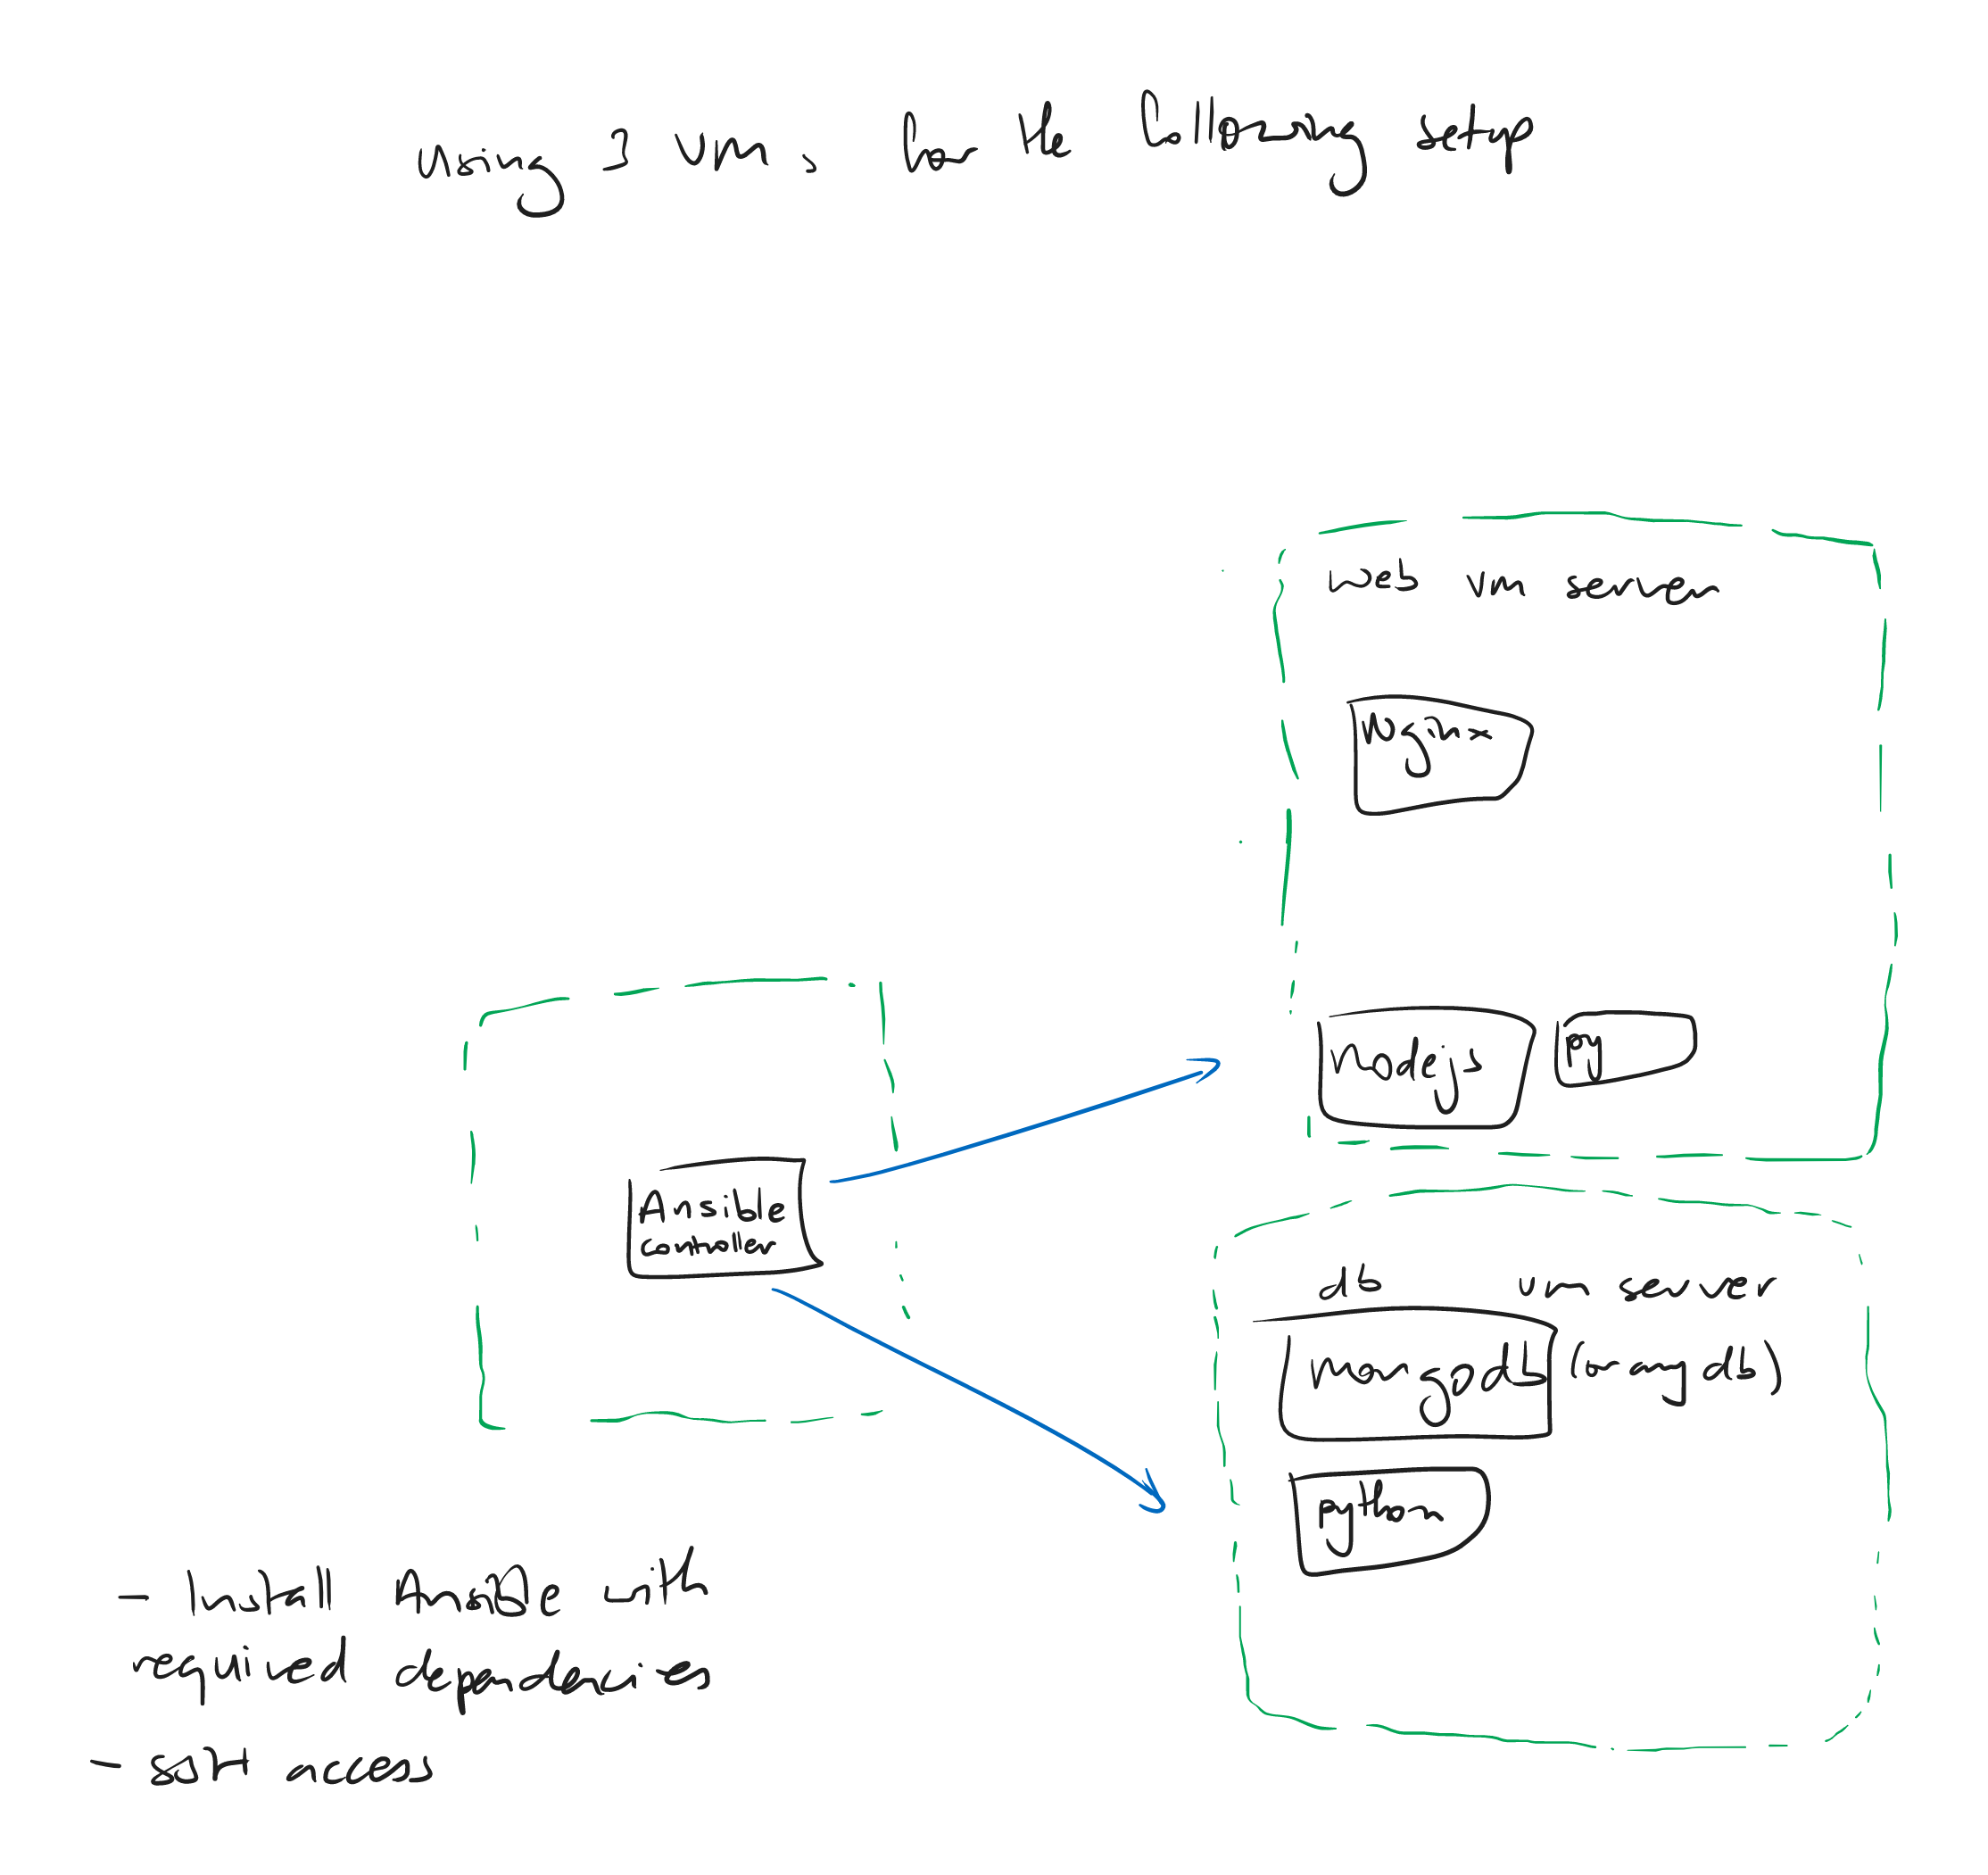 using 3 vm s for the following setup
web vm server
Nginx
nodejs
py
Ansible
controller
db vm server
mongodb (or any db)
python
- Install Ansible with
required dependencies
- SSH access